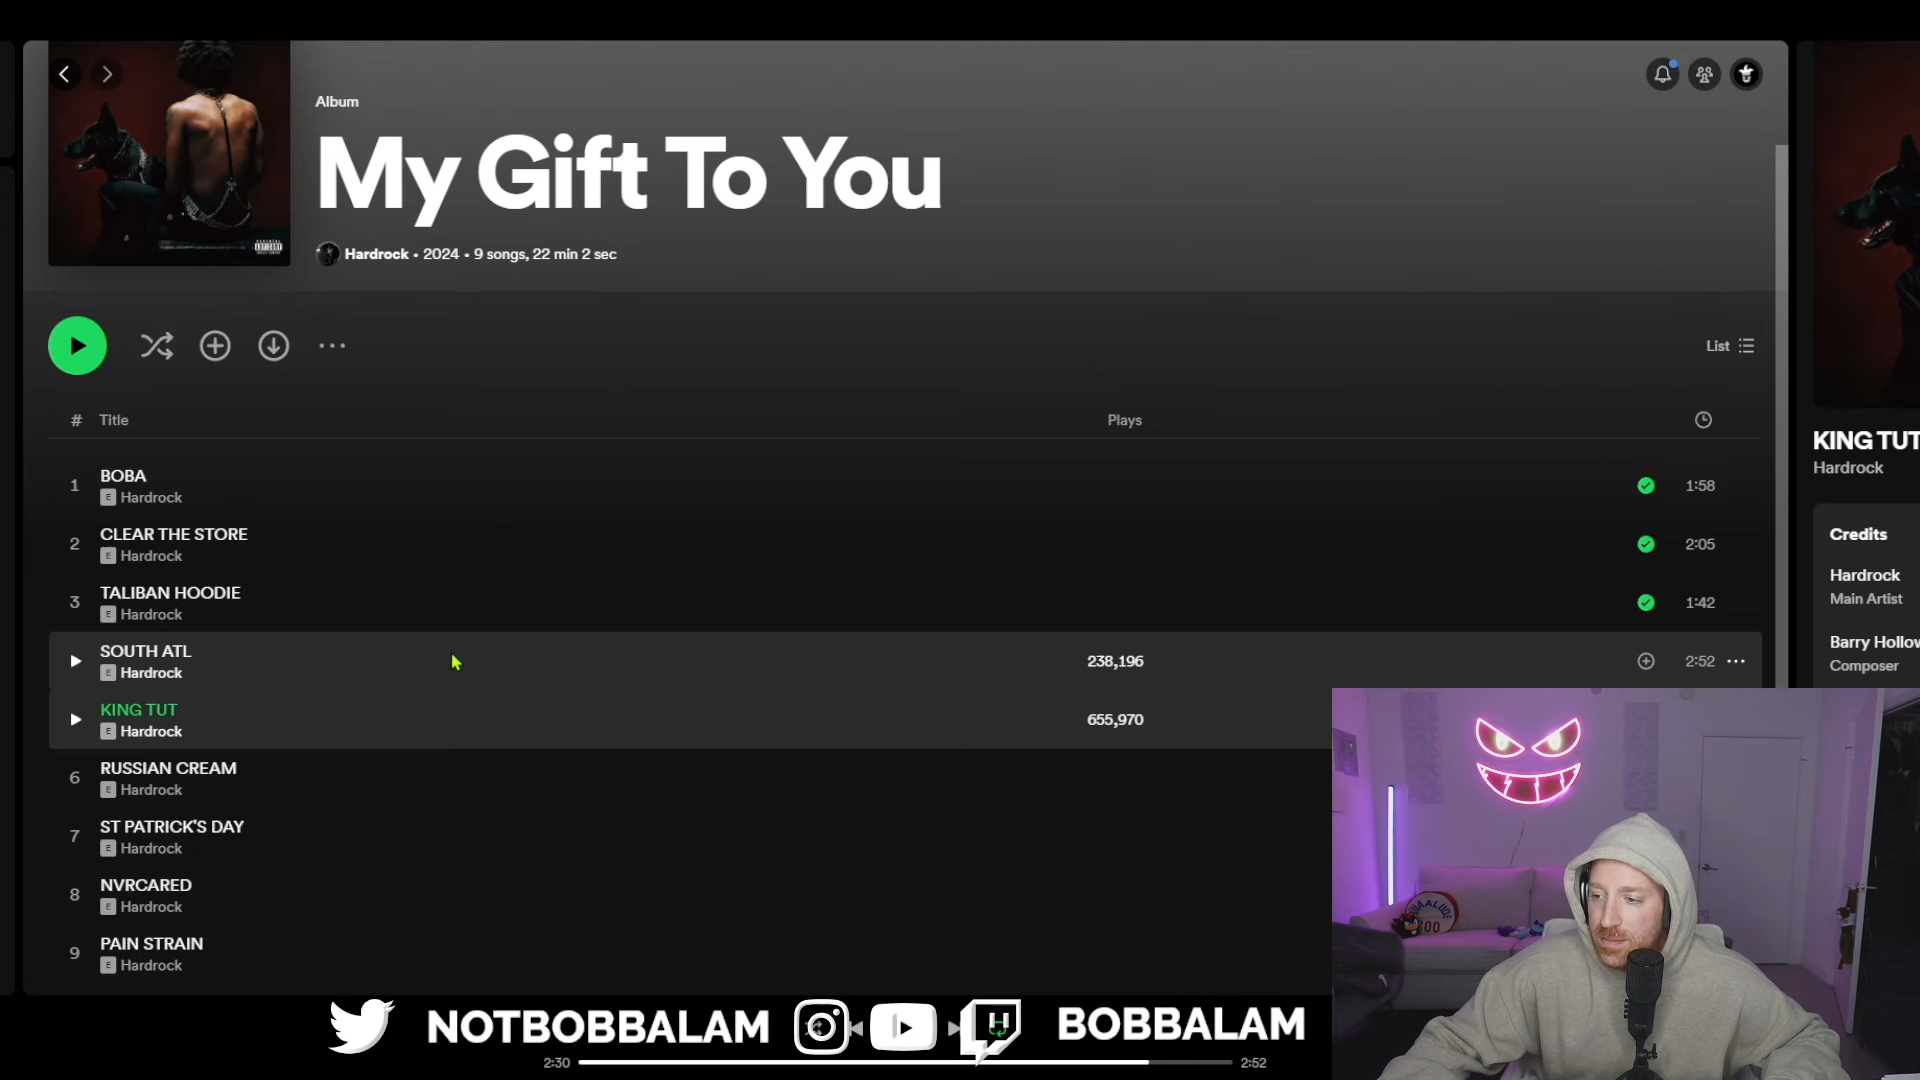 Album
My Gift To You
Hardrock • 2024 • 9 songs, 22 min 2 sec
List
# Title Plays
1 BOBA 1:58
E Hardrock
2 CLEAR THE STORE 2:05
E Hardrock
3 TALIBAN HOODIE 1:42
E Hardrock
SOUTH ATL 238,196 2:52
E Hardrock
KING TUT 655,970
E Hardrock
6 RUSSIAN CREAM
E Hardrock
7 ST PATRICK'S DAY
E Hardrock
8 NVRCARED
E Hardrock
9 PAIN STRAIN
E Hardrock
KING TUT
Hardrock
Credits
Hardrock
Main Artist
Barry Hollow
Composer
NOTBOBBALAM BOBBALAM
2:30 2:52